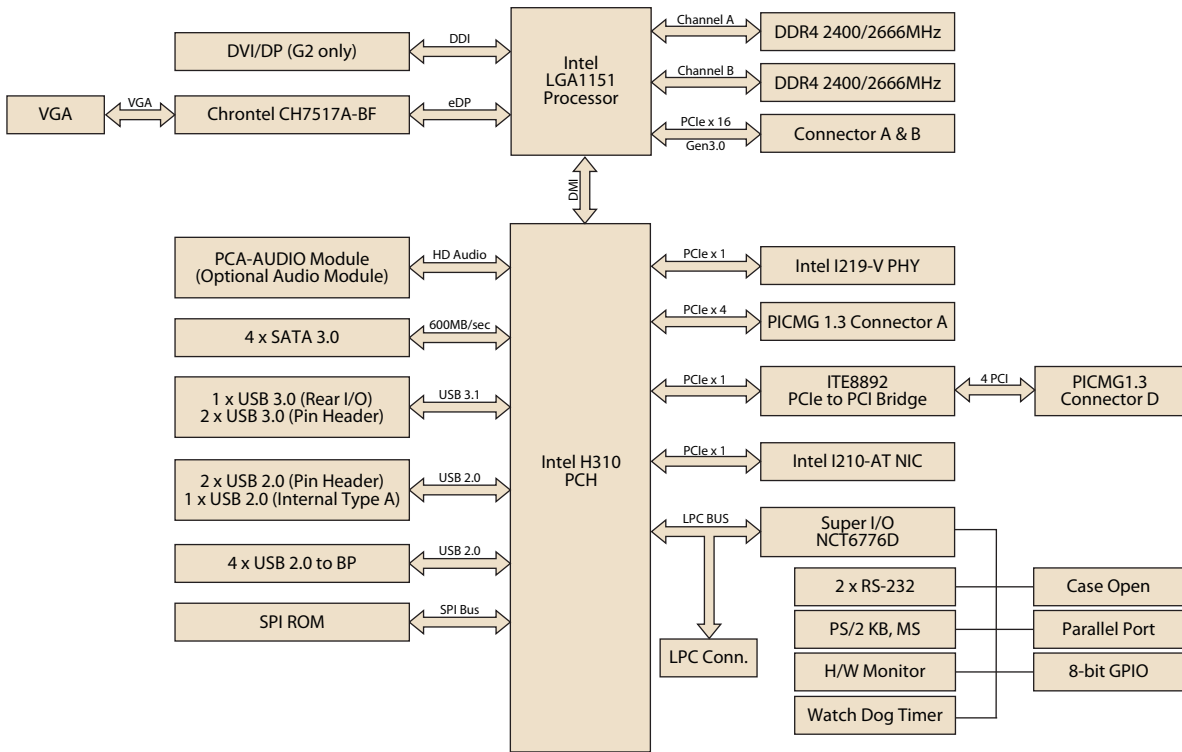 DVI/DP (G2 only)
DDI
Intel
LGA1151
Processor
Channel A
DDR4 2400/2666MHz
Channel B
DDR4 2400/2666MHz
VGA
VGA
Chrontel CH7517A-BF
eDP
PCIe x 16
Gen3.0
Connector A & B
DMI
PCA-AUDIO Module
(Optional Audio Module)
HD Audio
4 x SATA 3.0
600MB/sec
1 x USB 3.0 (Rear I/O)
2 x USB 3.0 (Pin Header)
USB 3.1
2 x USB 2.0 (Pin Header)
1 x USB 2.0 (Internal Type A)
USB 2.0
4 x USB 2.0 to BP
USB 2.0
SPI ROM
SPI Bus
Intel H310
PCH
PCIe x 1
Intel I219-V PHY
PCIe x 4
PICMG 1.3 Connector A
PCIe x 1
ITE8892
PCIe to PCI Bridge
4 PCI
PICMG1.3
Connector D
PCIe x 1
Intel I210-AT NIC
LPC BUS
Super I/O
NCT6776D
LPC Conn.
2 x RS-232
Case Open
PS/2 KB, MS
Parallel Port
H/W Monitor
8-bit GPIO
Watch Dog Timer